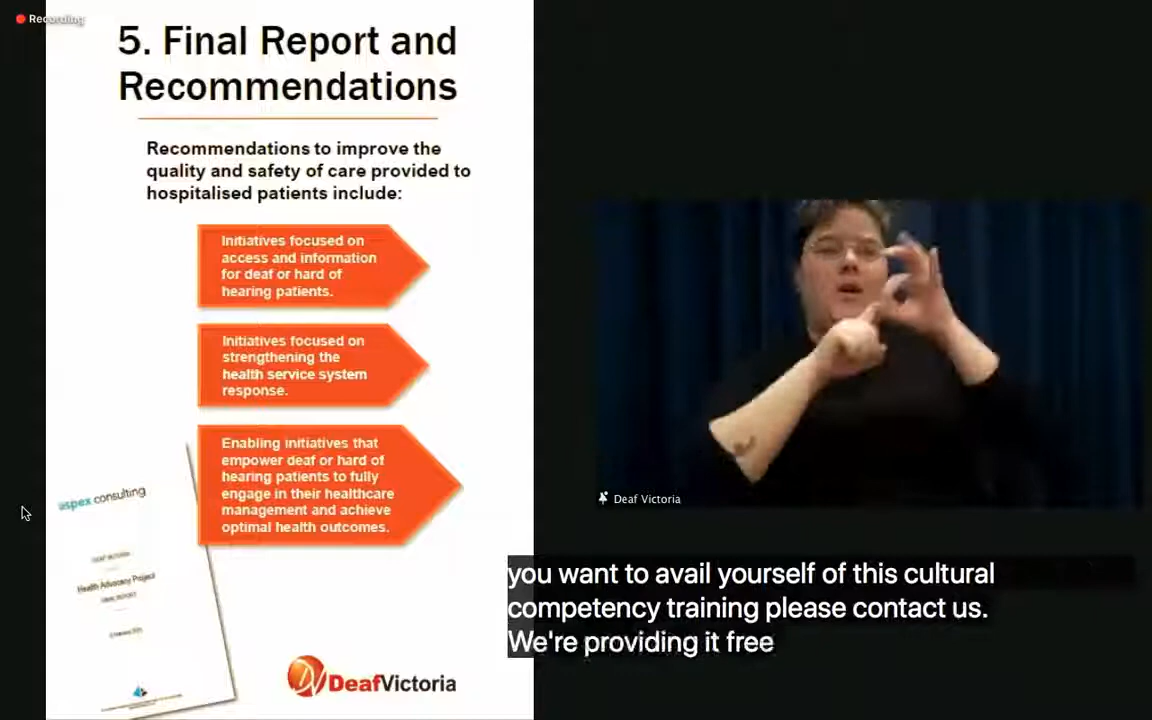 Recording
5. Final Report and
Recommendations
Recommendations to improve the
quality and safety of care provided to
hospitalised patients include:
Initiatives focused on
access and information
for deaf or hard of
hearing patients.
Initiatives focused on
strengthening the
health service system
response.
Enabling initiatives that
empower deaf or hard of
hearing patients to fully
engage in their healthcare
management and achieve
optimal health outcomes.
aspex consulting
DEAF VICTORIA
Health Advocacy Project
FINAL REPORT
DeafVictoria
Deaf Victoria
you want to avail yourself of this cultural
competency training please contact us.
We're providing it free